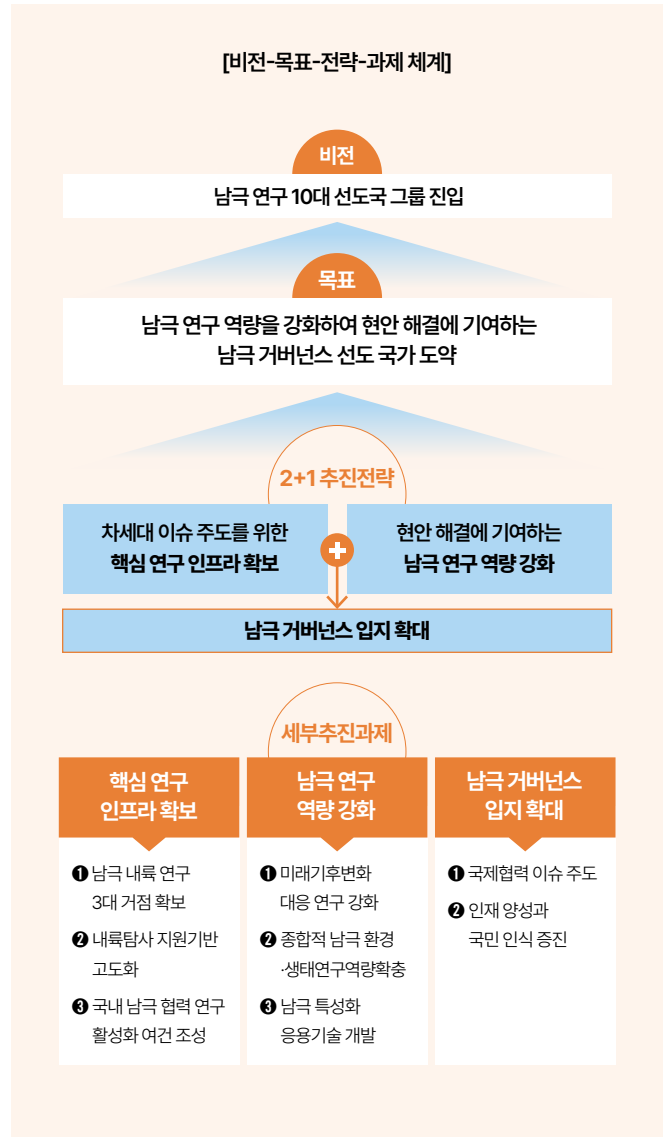 [비전-목표-전략-과제 체계]
비전
남극 연구 10대 선도국 그룹 진입
목표
남극 연구 역량을 강화하여 현안 해결에 기여하는
남극 거버넌스 선도 국가 도약
2+1 추진전략
차세대 이슈 주도를 위한
핵심 연구 인프라 확보
+
현안 해결에 기여하는
남극 연구 역량 강화
남극 거버넌스 입지 확대
세부추진과제
핵심 연구
인프라 확보
❶ 남극 내륙 연구
3대 거점 확보
❷ 내륙탐사 지원기반
고도화
❸ 국내 남극 협력 연구
활성화 여건 조성
남극 연구
역량 강화
❶ 미래기후변화
대응 연구 강화
❷ 종합적 남극 환경
·생태연구역량확충
❸ 남극 특성화
응용기술 개발
남극 거버넌스
입지 확대
❶ 국제협력 이슈 주도
❷ 인재 양성과
국민 인식 증진